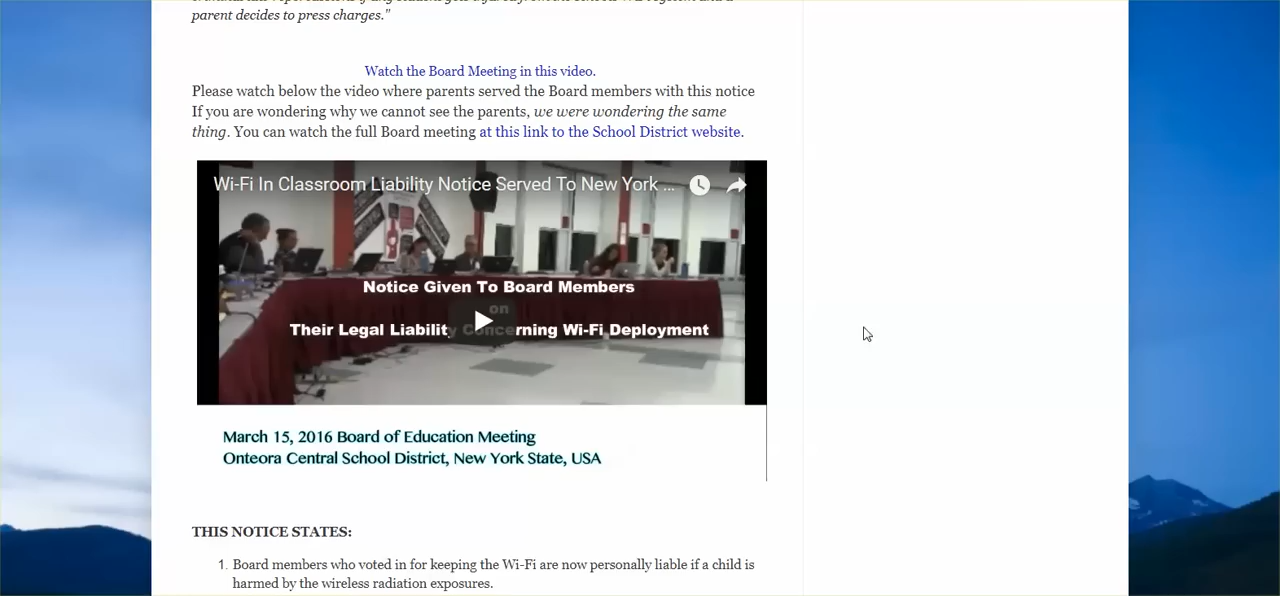 parent decides to press charges."
Watch the Board Meeting in this video.
Please watch below the video where parents served the Board members with this notice
If you are wondering why we cannot see the parents, we were wondering the same
thing. You can watch the full Board meeting at this link to the School District website.
Wi-Fi In Classroom Liability Notice Served To New York ...
Notice Given To Board Members
on
Their Legal Liability Concerning Wi-Fi Deployment
March 15, 2016 Board of Education Meeting
Onteora Central School District, New York State, USA
THIS NOTICE STATES:
1. Board members who voted in for keeping the Wi-Fi are now personally liable if a child is
harmed by the wireless radiation exposures.